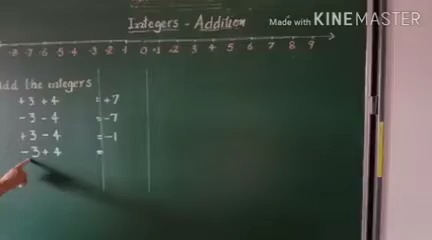 Integers - Addition
Made with KINEMASTER
-8 -7 -6 -5 -4 -3 -2 -1 0 +1 2 3 4 5 6 7 8 9
Add the integers
+3 + 4 = +7
-3 - 4 = -7
+3 - 4 = -1
-3 + 4 =